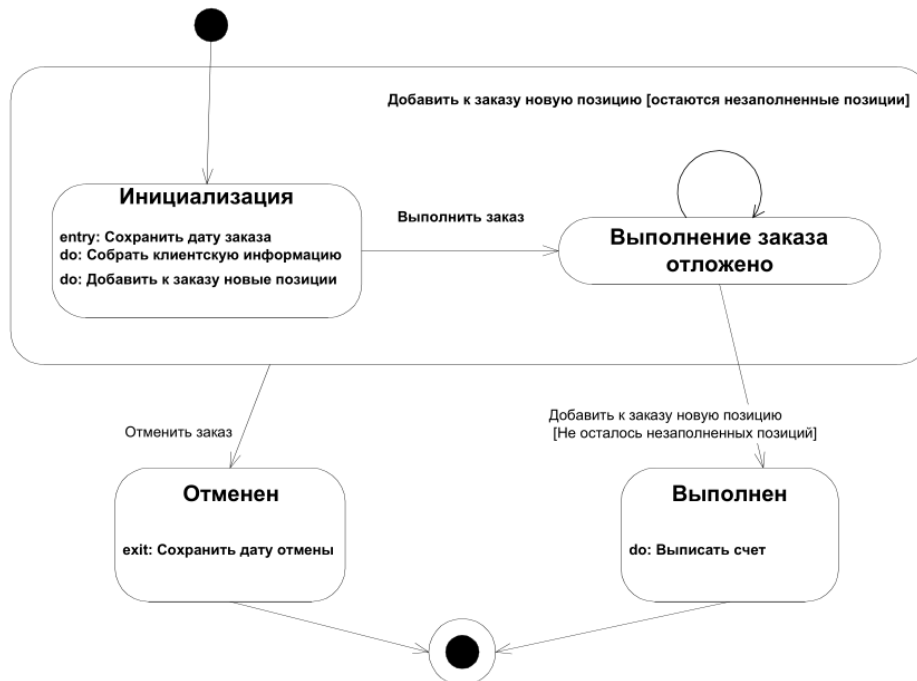 Добавить к заказу новую позицию [остаются незаполненные позиции]
Инициализация
entry: Сохранить дату заказа
do: Собрать клиентскую информацию
do: Добавить к заказу новые позиции
Выполнить заказ
Выполнение заказа
отложено
Отменить заказ
Добавить к заказу новую позицию
[Не осталось незаполненных позиций]
Отменен
exit: Сохранить дату отмены
Выполнен
do: Выписать счет